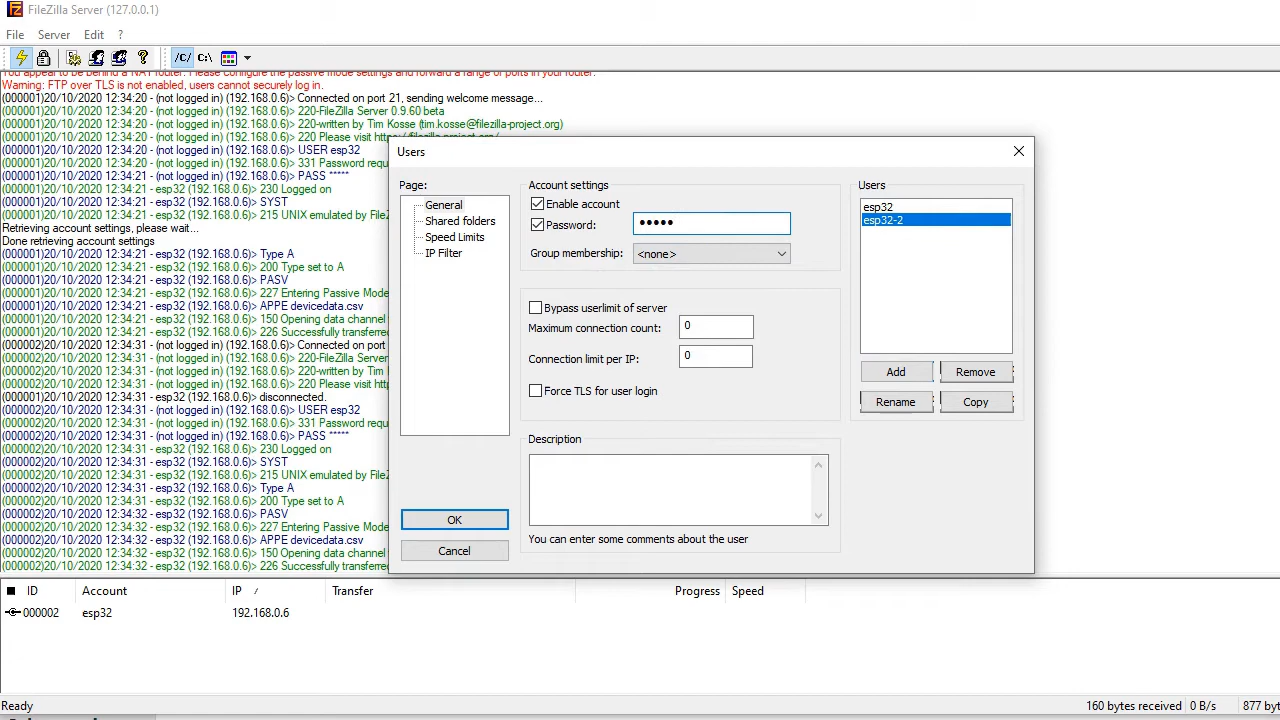 FileZilla Server (127.0.0.1)
File Server Edit ?
/C/ C:\
You appear to be behind a NAT router. Please configure the passive mode settings and forward a range of ports in your router.
Warning: FTP over TLS is not enabled, users cannot securely log in.
(000001)20/10/2020 12:34:20 - (not logged in) (192.168.0.6)> Connected on port 21, sending welcome message...
(000001)20/10/2020 12:34:20 - (not logged in) (192.168.0.6)> 220-FileZilla Server 0.9.60 beta
(000001)20/10/2020 12:34:20 - (not logged in) (192.168.0.6)> 220-written by Tim Kosse (tim.kosse@filezilla-project.org)
(000001)20/10/2020 12:34:20 - (not logged in) (192.168.0.6)> 220 Please visit https://filezilla-project.org/
(000001)20/10/2020 12:34:20 - (not logged in) (192.168.0.6)> USER esp32
(000001)20/10/2020 12:34:20 - (not logged in) (192.168.0.6)> 331 Password requ
(000001)20/10/2020 12:34:21 - (not logged in) (192.168.0.6)> PASS *****
(000001)20/10/2020 12:34:21 - esp32 (192.168.0.6)> 230 Logged on
(000001)20/10/2020 12:34:21 - esp32 (192.168.0.6)> SYST
(000001)20/10/2020 12:34:21 - esp32 (192.168.0.6)> 215 UNIX emulated by FileZ
Retrieving account settings, please wait...
Done retrieving account settings
(000001)20/10/2020 12:34:21 - esp32 (192.168.0.6)> Type A
(000001)20/10/2020 12:34:21 - esp32 (192.168.0.6)> 200 Type set to A
(000001)20/10/2020 12:34:21 - esp32 (192.168.0.6)> PASV
(000001)20/10/2020 12:34:21 - esp32 (192.168.0.6)> 227 Entering Passive Mode
(000001)20/10/2020 12:34:21 - esp32 (192.168.0.6)> APPE devicedata.csv
(000001)20/10/2020 12:34:21 - esp32 (192.168.0.6)> 150 Opening data channel
(000001)20/10/2020 12:34:21 - esp32 (192.168.0.6)> 226 Successfully transferred
(000002)20/10/2020 12:34:31 - (not logged in) (192.168.0.6)> Connected on port
(000002)20/10/2020 12:34:31 - (not logged in) (192.168.0.6)> 220-FileZilla Server
(000002)20/10/2020 12:34:31 - (not logged in) (192.168.0.6)> 220-written by Tim
(000002)20/10/2020 12:34:31 - (not logged in) (192.168.0.6)> 220 Please visit http
(000001)20/10/2020 12:34:31 - esp32 (192.168.0.6)> disconnected.
(000002)20/10/2020 12:34:31 - (not logged in) (192.168.0.6)> USER esp32
(000002)20/10/2020 12:34:31 - (not logged in) (192.168.0.6)> 331 Password requ
(000002)20/10/2020 12:34:31 - (not logged in) (192.168.0.6)> PASS *****
(000002)20/10/2020 12:34:31 - esp32 (192.168.0.6)> 230 Logged on
(000002)20/10/2020 12:34:31 - esp32 (192.168.0.6)> SYST
(000002)20/10/2020 12:34:31 - esp32 (192.168.0.6)> 215 UNIX emulated by FileZ
(000002)20/10/2020 12:34:31 - esp32 (192.168.0.6)> Type A
(000002)20/10/2020 12:34:31 - esp32 (192.168.0.6)> 200 Type set to A
(000002)20/10/2020 12:34:32 - esp32 (192.168.0.6)> PASV
(000002)20/10/2020 12:34:32 - esp32 (192.168.0.6)> 227 Entering Passive Mode
(000002)20/10/2020 12:34:32 - esp32 (192.168.0.6)> APPE devicedata.csv
(000002)20/10/2020 12:34:32 - esp32 (192.168.0.6)> 150 Opening data channel
(000002)20/10/2020 12:34:32 - esp32 (192.168.0.6)> 226 Successfully transferred
Users
Page:
General
Shared folders
Speed Limits
IP Filter
OK
Cancel
Account settings
Enable account
Password: •••••
Group membership: <none>
Bypass userlimit of server
Maximum connection count: 0
Connection limit per IP: 0
Force TLS for user login
Description
You can enter some comments about the user
Users
esp32
esp32-2
Add Remove
Rename Copy
ID Account IP / Transfer Progress Speed
000002 esp32 192.168.0.6
Ready 160 bytes received 0 B/s 877 byt